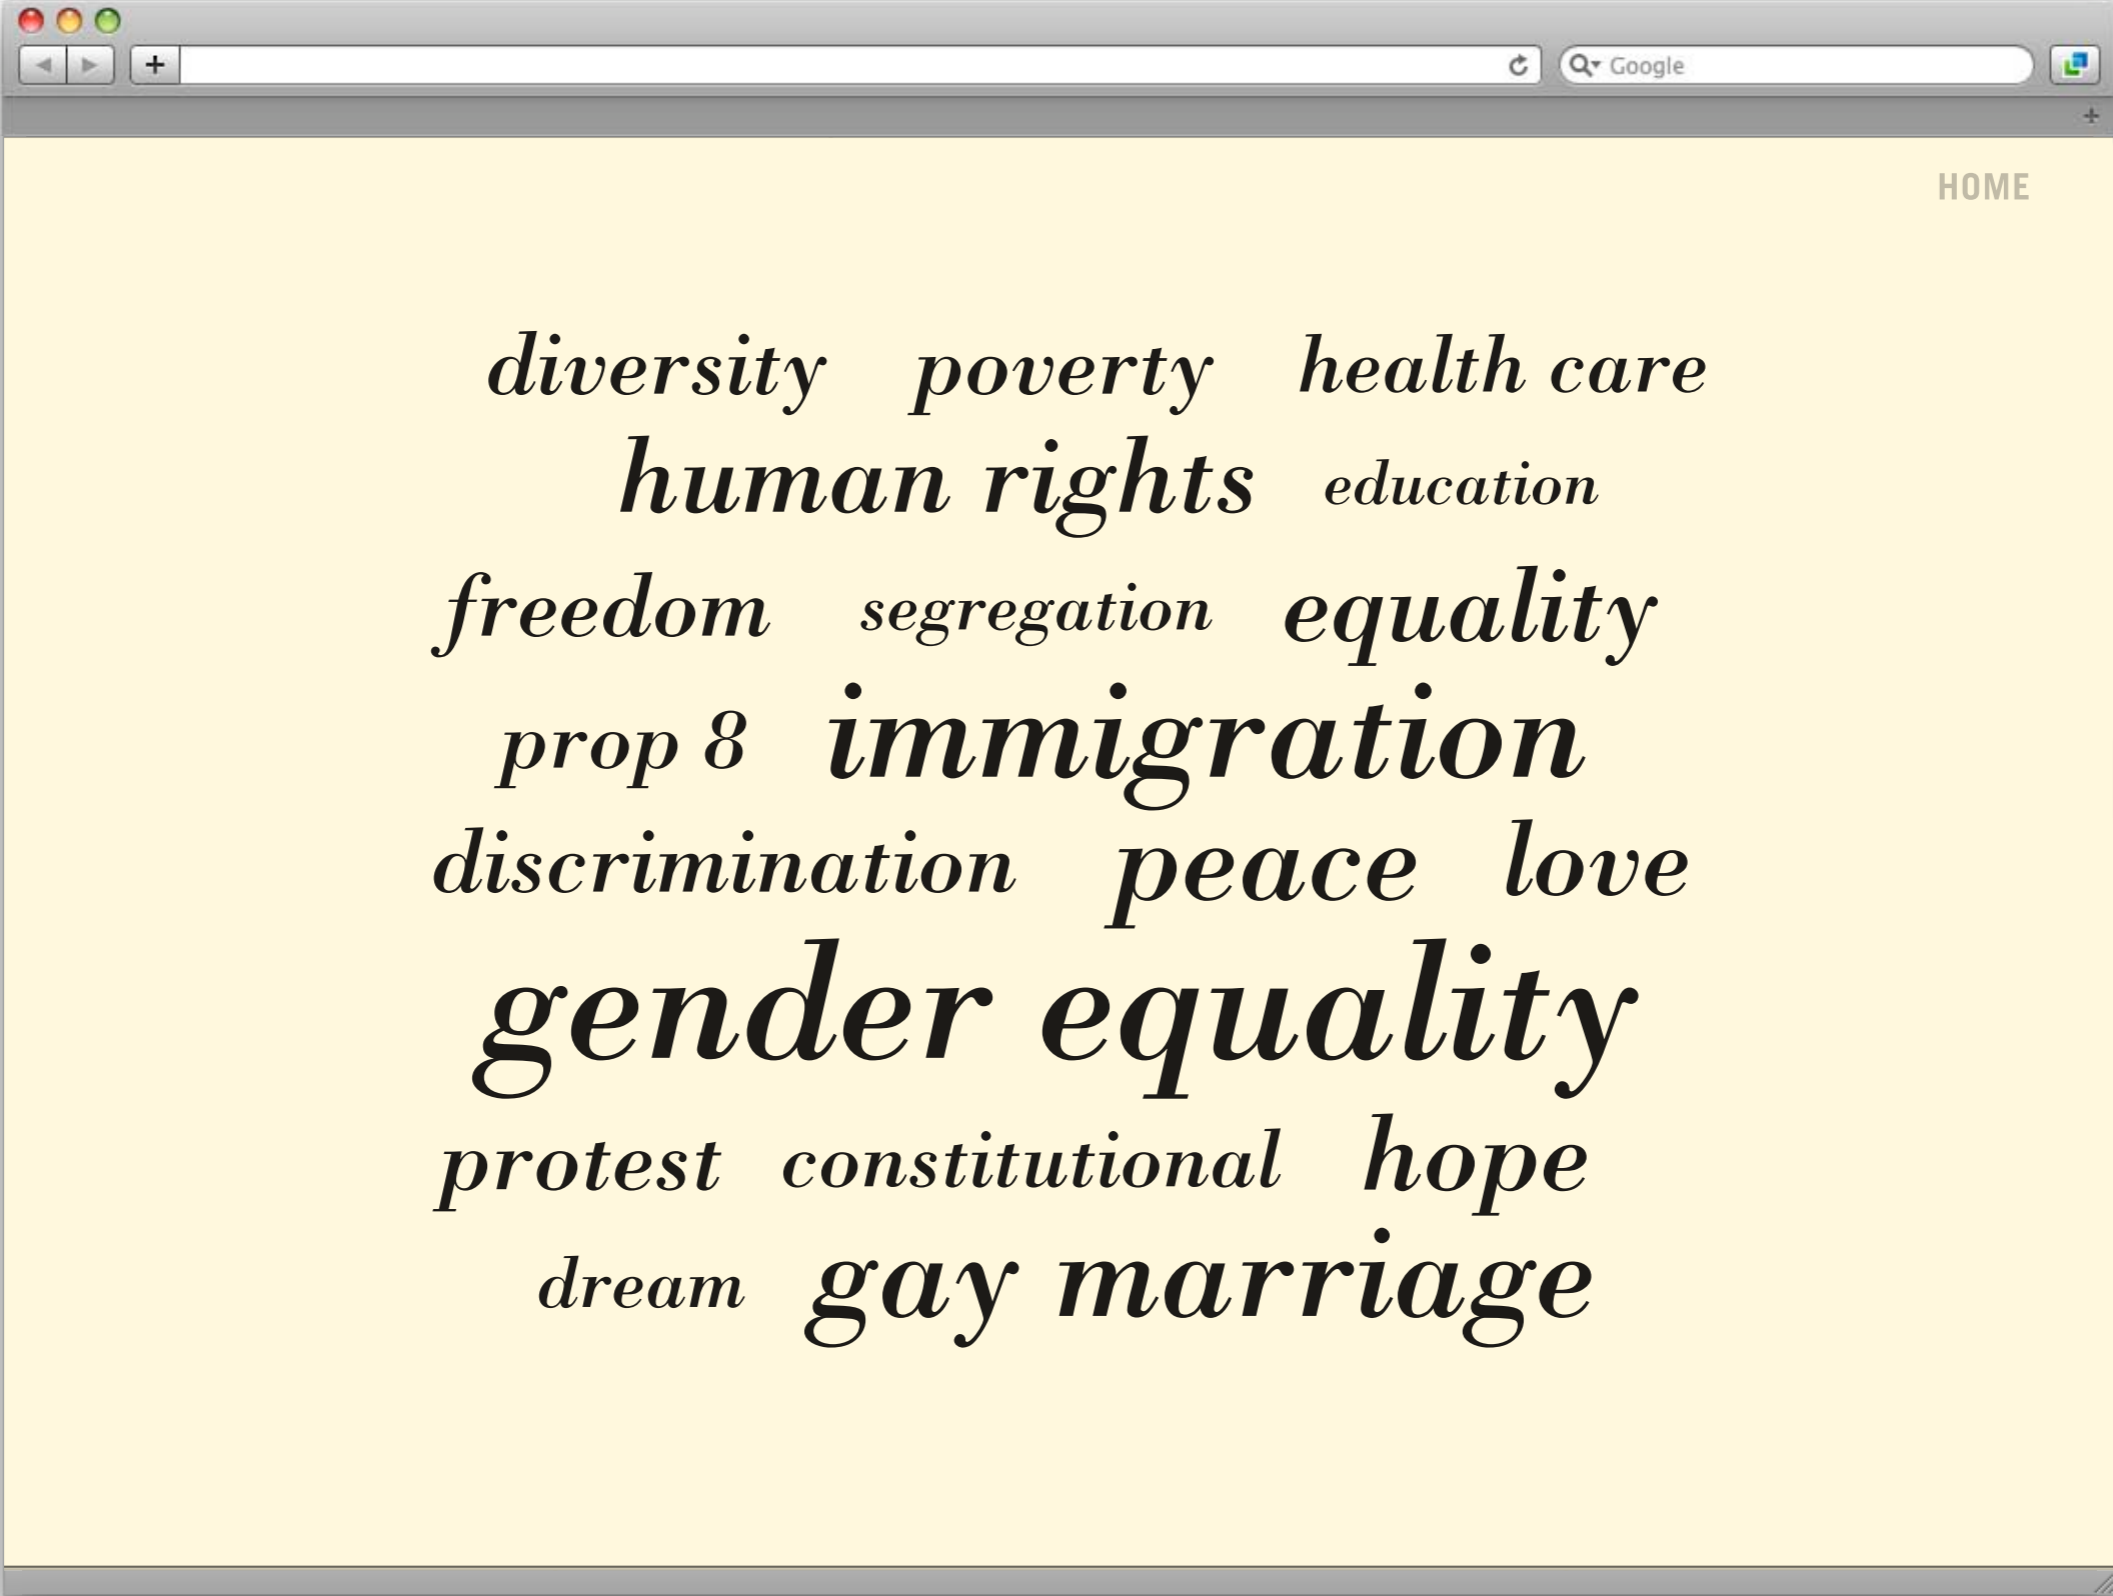 Google
HOME
diversity poverty health care
human rights education
freedom segregation equality
prop 8 immigration
discrimination peace love
gender equality
protest constitutional hope
dream gay marriage